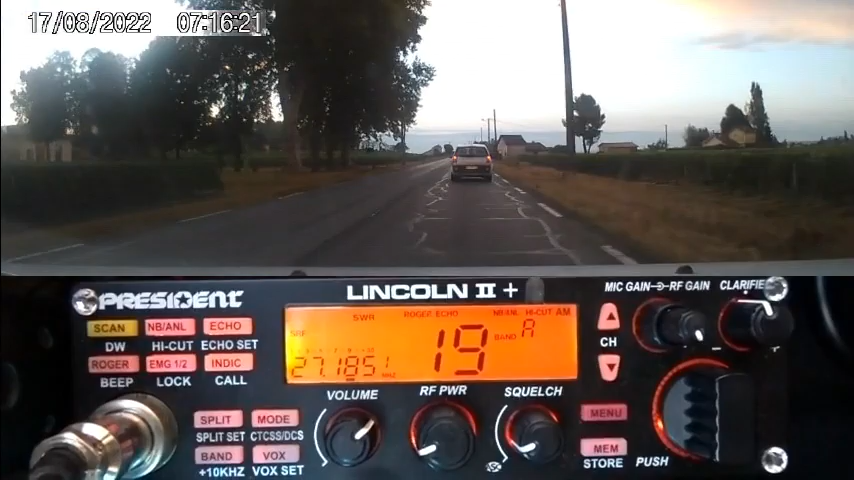 17/08/2022 07:16:21
PRESIDENT
LINCOLN II +
MIC GAIN RF GAIN CLARIFIER
SCAN NB/ANL ECHO
DW HI-CUT ECHO SET
ROGER EMG 1/2 INDIC
BEEP LOCK CALL
SWR ROGER ECHO NB/ANL HI-CUT AM
19 BAND A
27.1851 MHZ
CH
VOLUME RF PWR SQUELCH
SPLIT MODE
SPLIT SET CTCSS/DCS
BAND VOX
+10KHZ VOX SET
MENU
MEM
STORE PUSH